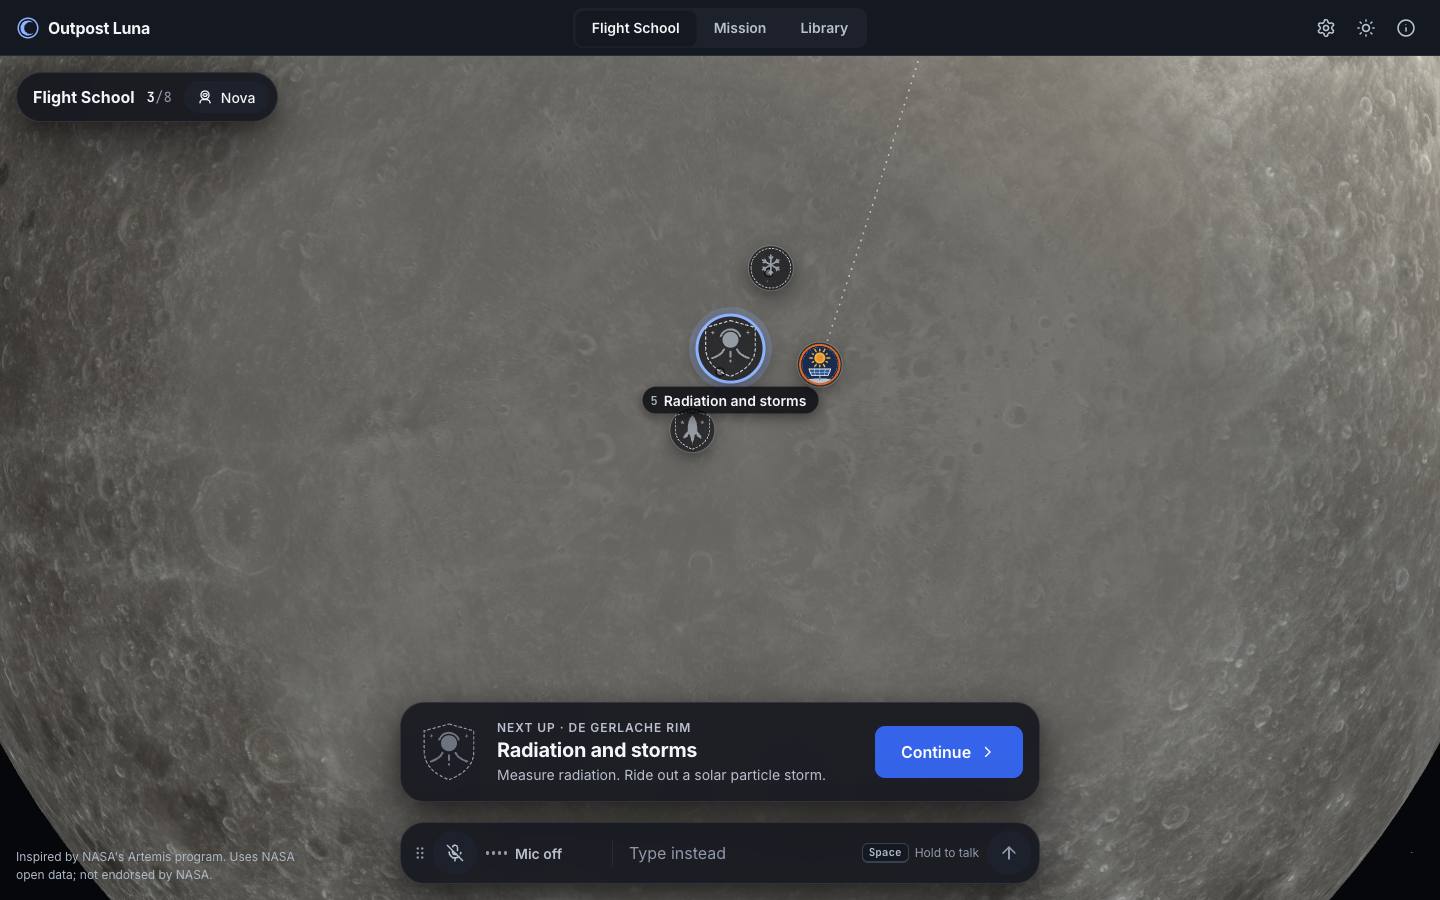 Outpost Luna
Flight School
Mission
Library
Flight School 3/8 Nova
5 Radiation and storms
NEXT UP · DE GERLACHE RIM
Radiation and storms
Measure radiation. Ride out a solar particle storm.
Continue
Mic off
Type instead
Space Hold to talk
Inspired by NASA's Artemis program. Uses NASA
open data; not endorsed by NASA.